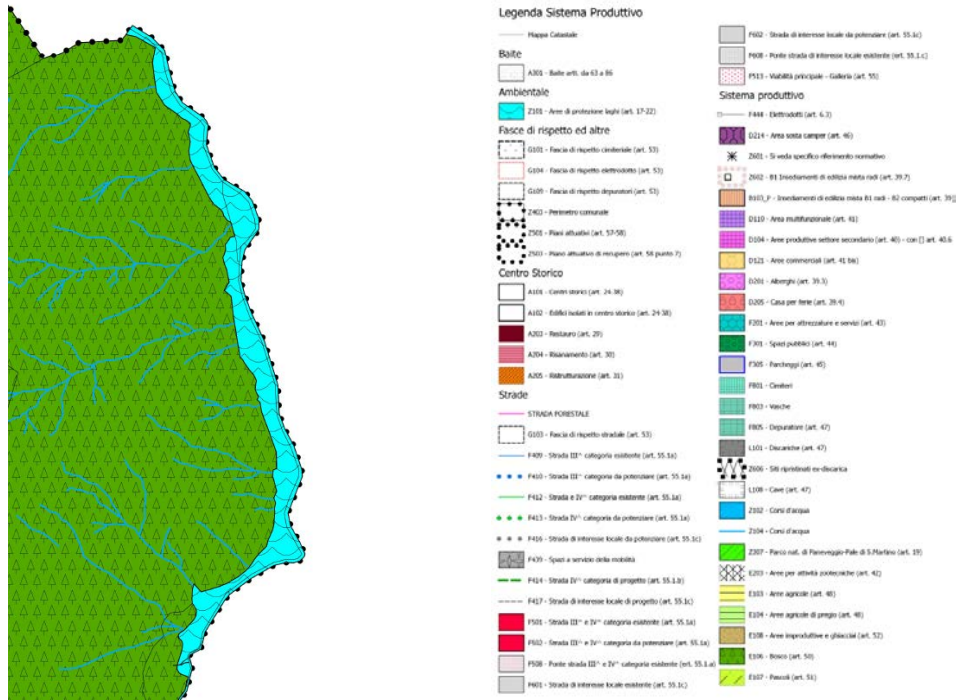 Legenda Sistema Produttivo
Mappa Catastale
Baite
A301 - Baite artt. da 63 a 86
Ambientale
Z101 - Aree di protezione laghi (art. 17-22)
Fasce di rispetto ed altre
G101 - Fascia di rispetto cimiteriale (art. 53)
G104 - Fascia di rispetto elettrodotto (art. 53)
G109 - Fascia di rispetto depuratori (art. 53)
Z403 - Perimetro comunale
Z501 - Piani attuativi (art. 57-58)
Z503 - Piano attuativo di recupero (art. 58 punto 7)
Centro Storico
A101 - Centri storici (art. 24-38)
A102 - Edifici isolati in centro storico (art. 24-38)
A203 - Restauro (art. 29)
A204 - Risanamento (art. 30)
A205 - Ristrutturazione (art. 31)
Strade
STRADA FORESTALE
G103 - Fascia di rispetto stradale (art. 53)
F409 - Strada III^ categoria esistente (art. 55.1a)
F410 - Strada III^ categoria da potenziare (art. 55.1a)
F412 - Strada e IV^ categoria esistente (art. 55.1a)
F413 - Strada IV^ categoria da potenziare (art. 55.1a)
F416 - Strada di interesse locale da potenziare (art. 55.1c)
F439 - Spazi a servizio della mobilità
F414 - Strada IV^ categoria di progetto (art. 55.1.b)
F417 - Strada di interesse locale di progetto (art. 55.1c)
F501 - Strada III^ e IV^ categoria esistente (art. 55.1a)
F502 - Strada III^ e IV^ categoria da potenziare (art. 55.1a)
F508 - Ponte strada III^ e IV^ categoria esistente (art. 55.1.a)
F601 - Strada di interesse locale esistente (art. 55.1c)
F602 - Strada di interesse locale da potenziare (art. 55.1c)
F608 - Ponte strada di interesse locale esistente (art. 55.1.c)
F513 - Viabilità principale - Galleria (art. 55)
Sistema produttivo
F444 - Elettrodotti (art. 6.3)
D214 - Area sosta camper (art. 46)
Z601 - Si veda specifico riferimento normativo
Z602 - B1 Insediamenti di edilizia mista radi (art. 39.7)
B103_P - Insediamenti di edilizia mista B1 radi - B2 compatti (art. 39)[]
D110 - Area multifunzionale (art. 41)
D104 - Aree produttive settore secondario (art. 40) - con [] art. 40.6
D121 - Aree commerciali (art. 41 bis)
D201 - Alberghi (art. 39.3)
D205 - Casa per ferie (art. 39.4)
F201 - Aree per attrezzature e servizi (art. 43)
F301 - Spazi pubblici (art. 44)
F305 - Parcheggi (art. 45)
F801 - Cimiteri
F803 - Vasche
F805 - Depuratore (art. 47)
L101 - Discariche (art. 47)
Z606 - Siti ripristinati ex-discarica
L108 - Cave (art. 47)
Z102 - Corsi d'acqua
Z104 - Corsi d'acqua
Z307 - Parco nat. di Paneveggio-Pale di S.Martino (art. 19)
E203 - Aree per attività zootecniche (art. 42)
E103 - Aree agricole (art. 48)
E104 - Aree agricole di pregio (art. 48)
E108 - Aree improduttive e ghiacciai (art. 52)
E106 - Bosco (art. 50)
E107 - Pascoli (art. 51)